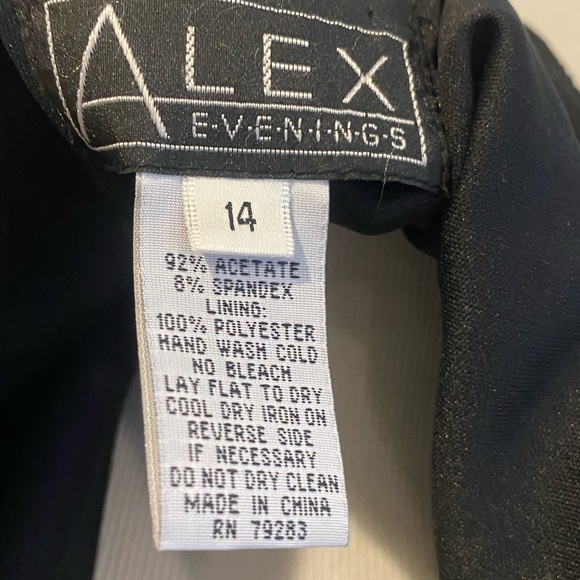 ALEX
E·V·E·N·I·N·G·S
14
92% ACETATE
8% SPANDEX
LINING:
100% POLYESTER
HAND WASH COLD
NO BLEACH
LAY FLAT TO DRY
COOL DRY IRON ON
REVERSE SIDE
IF NECESSARY
DO NOT DRY CLEAN
MADE IN CHINA
RN 79283